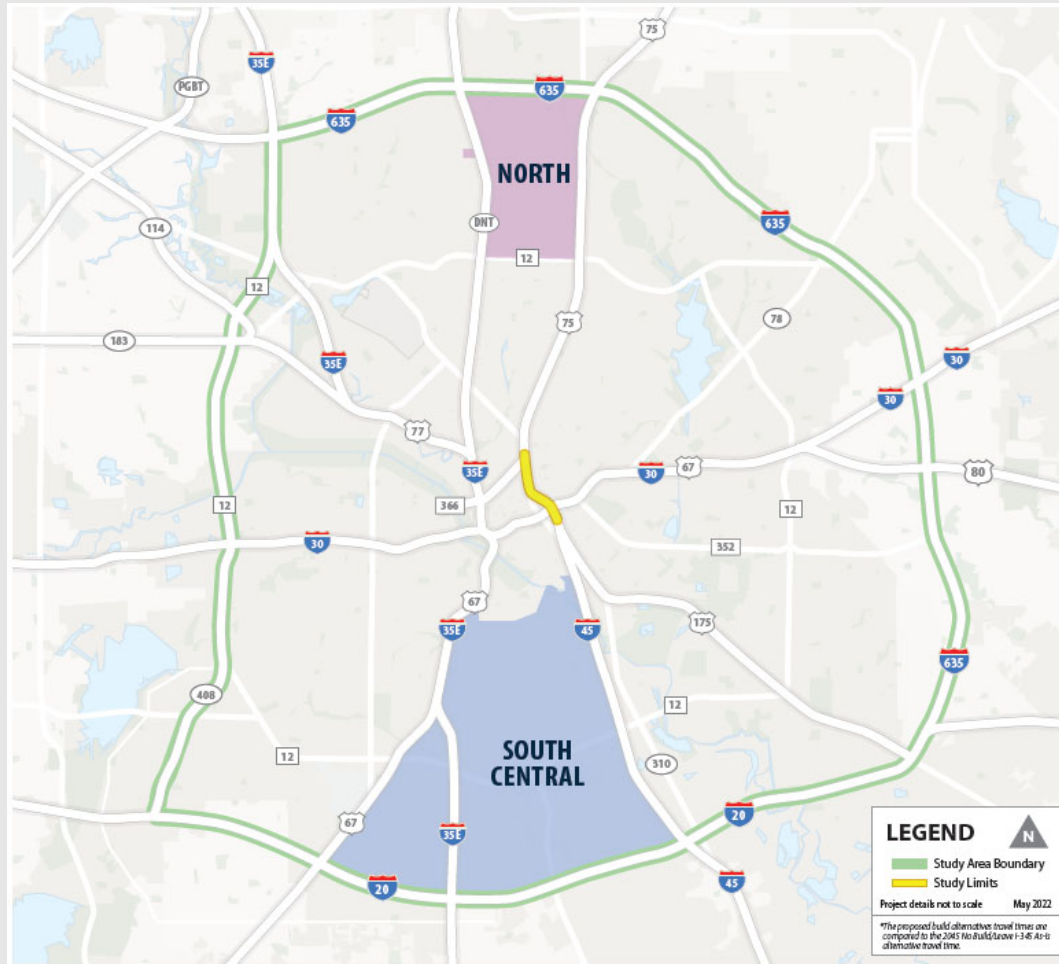 75
35E
PGBT
635
635
NORTH
114
DNT
635
12
12
183
75
78
35E
30
30
77
35E
30
67
80
366
12
12
30
352
67
35E
45
175
635
408
12
12
SOUTH
CENTRAL
310
67
35E
20
20
45
LEGEND
N
Study Area Boundary
Study Limits
Project details not to scale May 2022
*The proposed build alternatives travel times are
compared to the 2045 No Build/Leave I-345 As-Is
alternative travel time.